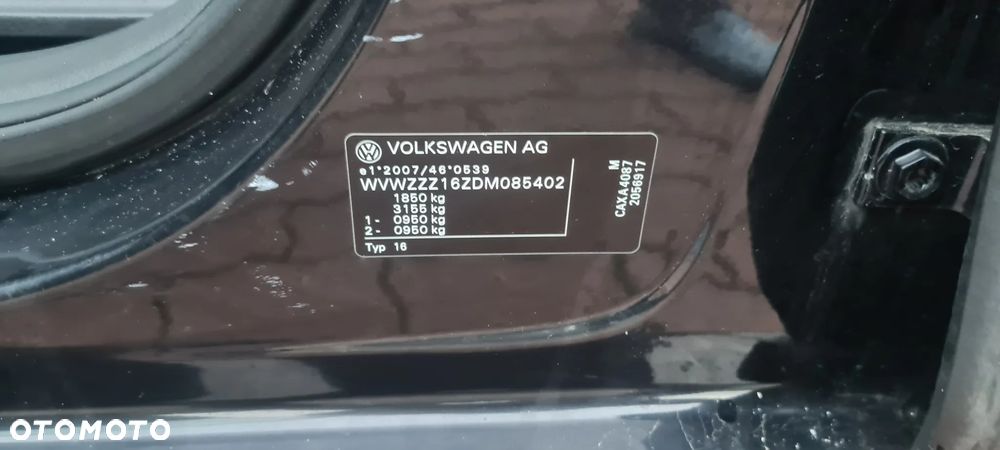 VOLKSWAGEN AG
e1*2007/46*0539
WVWZZZ16ZDM085402
1850 kg
3155 kg
1- 0950 kg
2- 0950 kg
Typ 16
M
CAXA4087
2056917
OTOMOTO